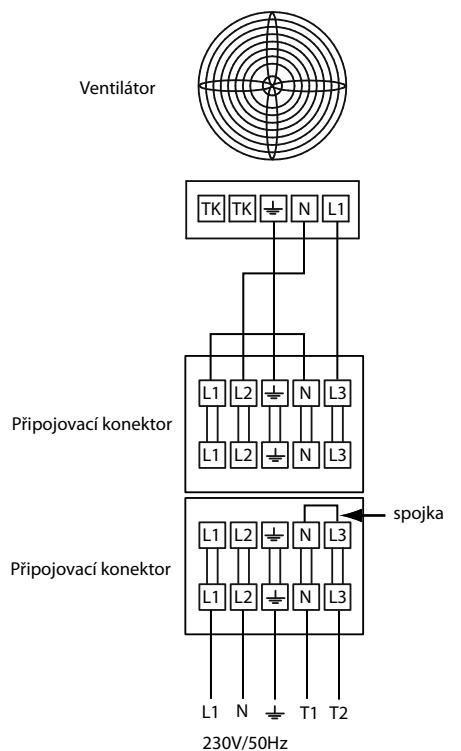 Ventilátor
TK TK N L1
L1 L2 N L3
Připojovací konektor
L1 L2 N L3
spojka
L1 L2 N L3
Připojovací konektor
L1 L2 N L3
L1 N T1 T2
230V/50Hz